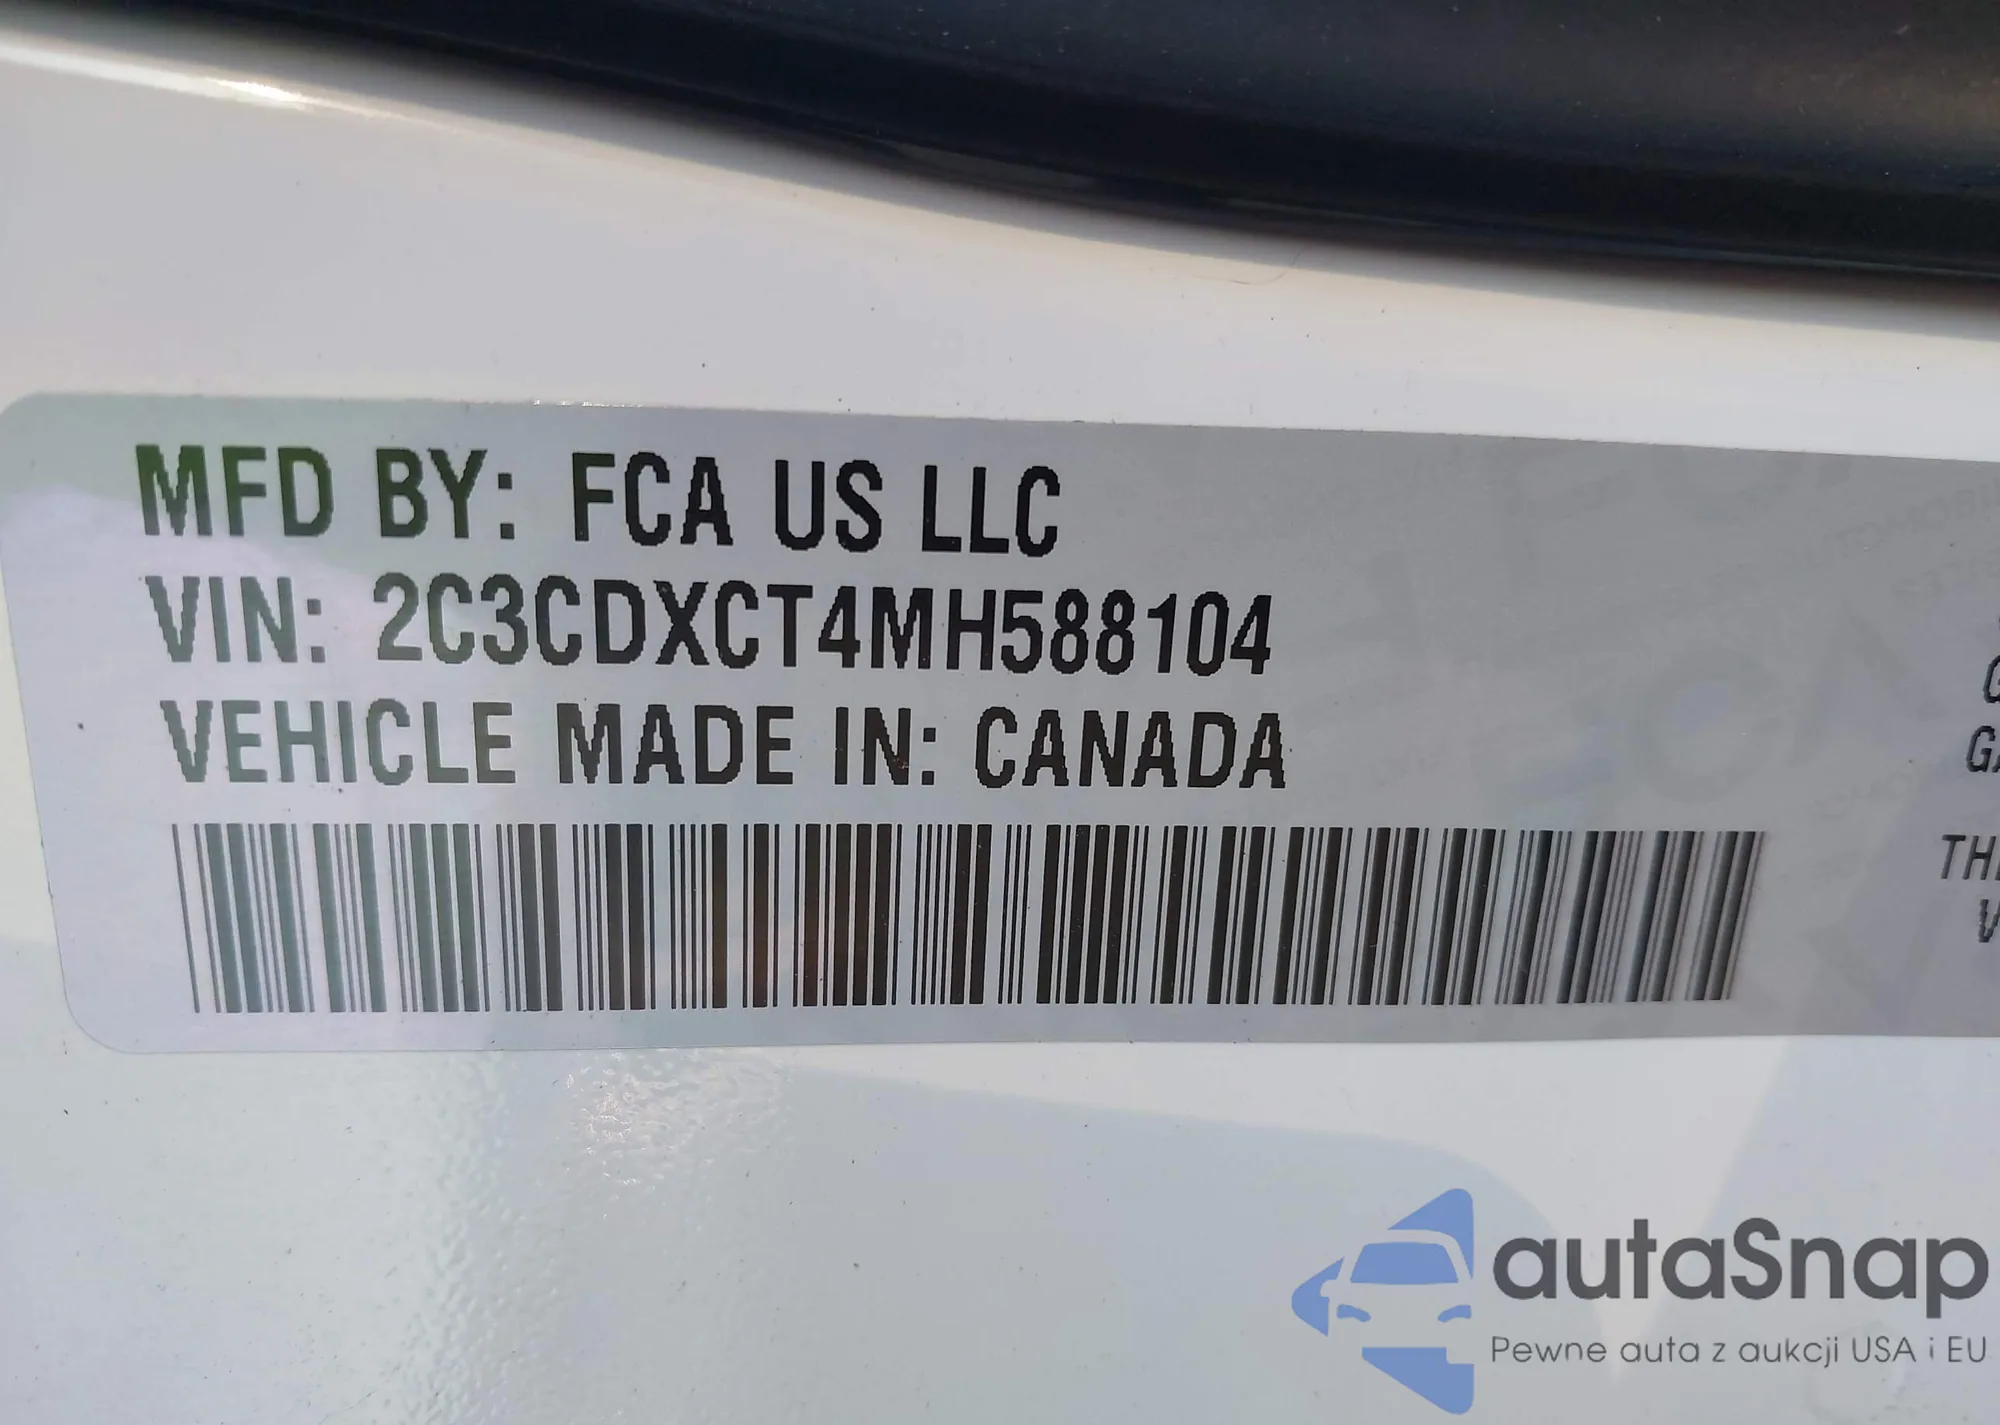 MFD BY: FCA US LLC
VIN: 2C3CDXCT4MH588104
VEHICLE MADE IN: CANADA
autaSnap
Pewne auta z aukcji USA i EU